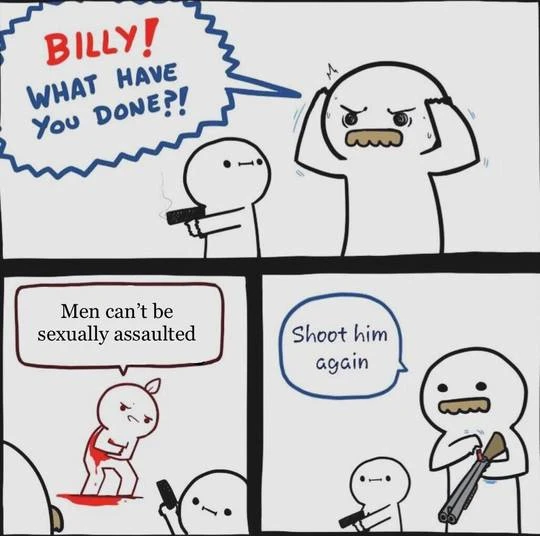 BILLY!
WHAT HAVE
YOU DONE?!
Men can’t be
sexually assaulted
Shoot him
again